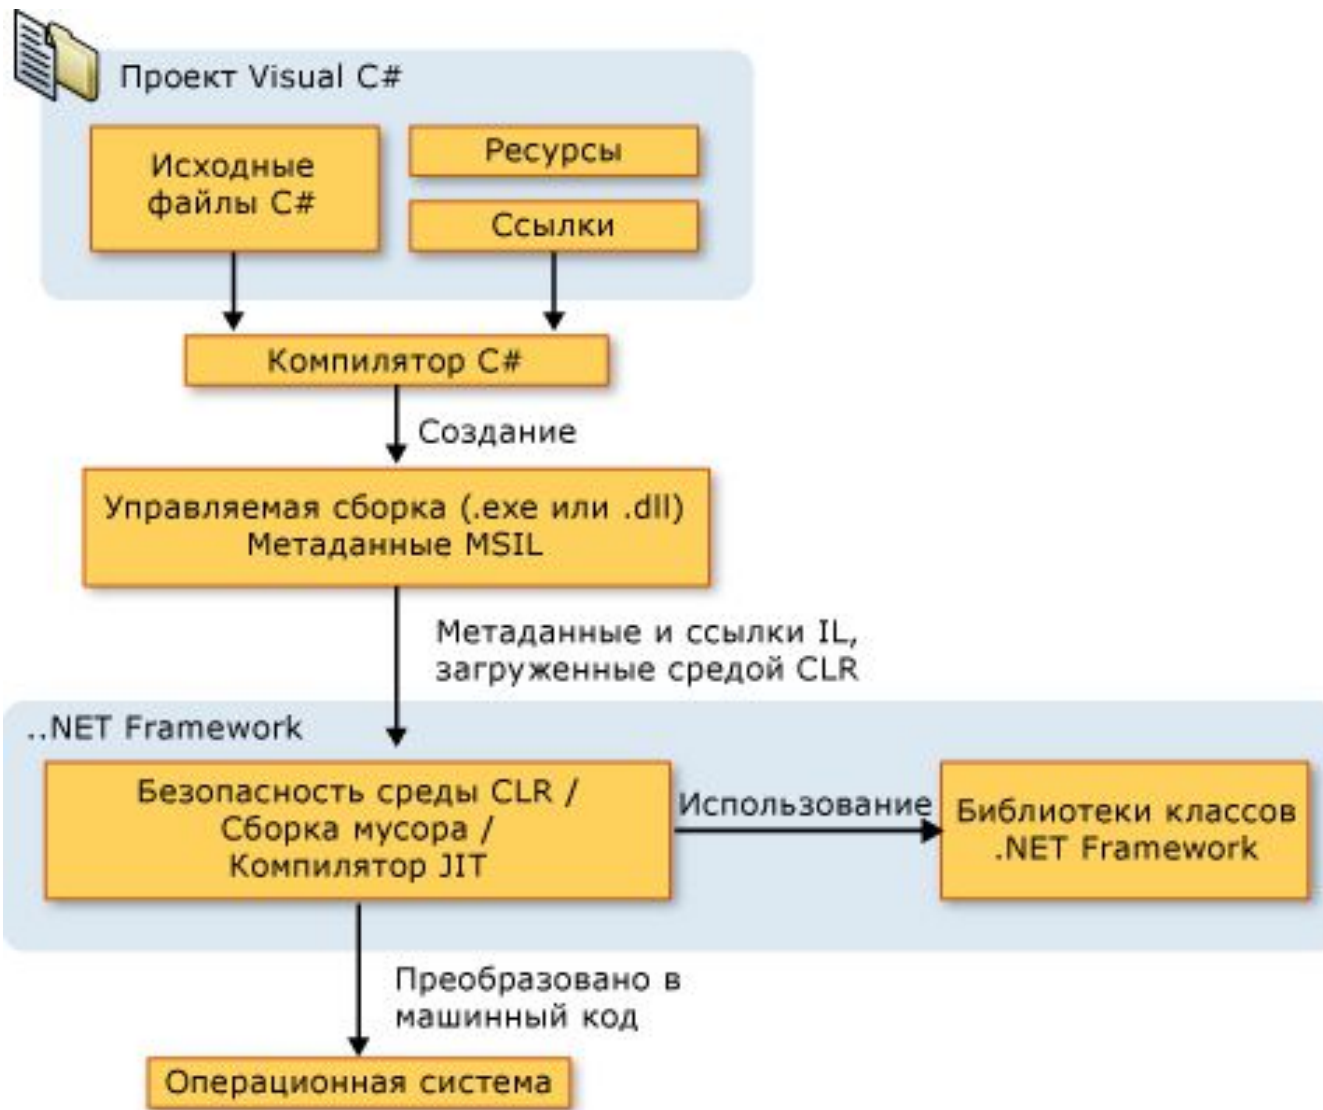 Проект Visual C#
Исходные
файлы C#
Ресурсы
Ссылки
Компилятор C#
Создание
Управляемая сборка (.exe или .dll)
Метаданные MSIL
Метаданные и ссылки IL,
загруженные средой CLR
..NET Framework
Безопасность среды CLR /
Сборка мусора /
Компилятор JIT
Использование
Библиотеки классов
.NET Framework
Преобразовано в
машинный код
Операционная система